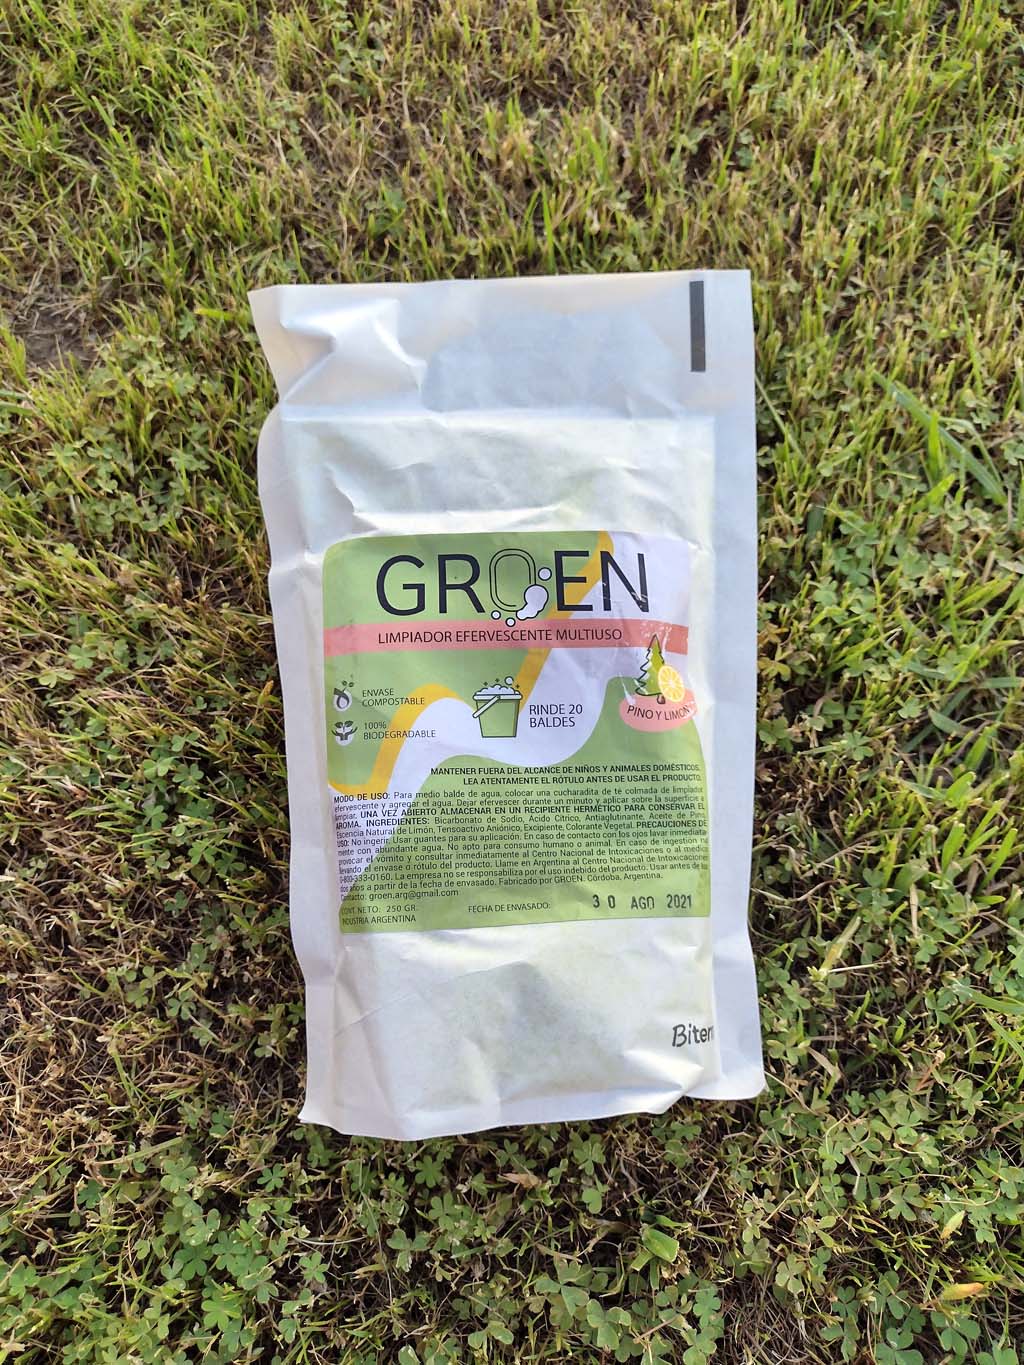 GROEN
LIMPIADOR EFERVESCENTE MULTIUSO
ENVASE
COMPOSTABLE
100%
BIODEGRADABLE
RINDE 20
BALDES
PINO Y LIMON
MANTENER FUERA DEL ALCANCE DE NIÑOS Y ANIMALES DOMÉSTICOS.
LEA ATENTAMENTE EL RÓTULO ANTES DE USAR EL PRODUCTO.
MODO DE USO: Para medio balde de agua, colocar una cucharadita de té colmada de limpiador
efervescente y agregar el agua. Dejar efervescer durante un minuto y aplicar sobre la superficie a
limpiar. UNA VEZ ABIERTO ALMACENAR EN UN RECIPIENTE HERMÉTICO PARA CONSERVAR EL
AROMA. INGREDIENTES: Bicarbonato de Sodio, Ácido Cítrico, Antiaglutinante, Aceite de Pino,
Esencia Natural de Limón, Tensoactivo Aniónico, Excipiente, Colorante Vegetal. PRECAUCIONES DE
USO: No ingerir. Usar guantes para su aplicación. En caso de contacto con los ojos lavar inmediata-
mente con abundante agua. No apto para consumo humano o animal. En caso de ingestión no
provocar el vómito y consultar inmediatamente al Centro Nacional de Intoxicaciones o al médico
llevando el envase o rótulo del producto. Llame en Argentina al Centro Nacional de Intoxicaciones
0-800-333-0160. La empresa no se responsabiliza por el uso indebido del producto. Usar antes de los
dos años a partir de la fecha de envasado. Fabricado por GROEN. Córdoba, Argentina.
Contacto: groen.arg@gmail.com
CONT. NETO: 250 GR.
INDUSTRIA ARGENTINA
FECHA DE ENVASADO:
30 AGO 2021
Biter